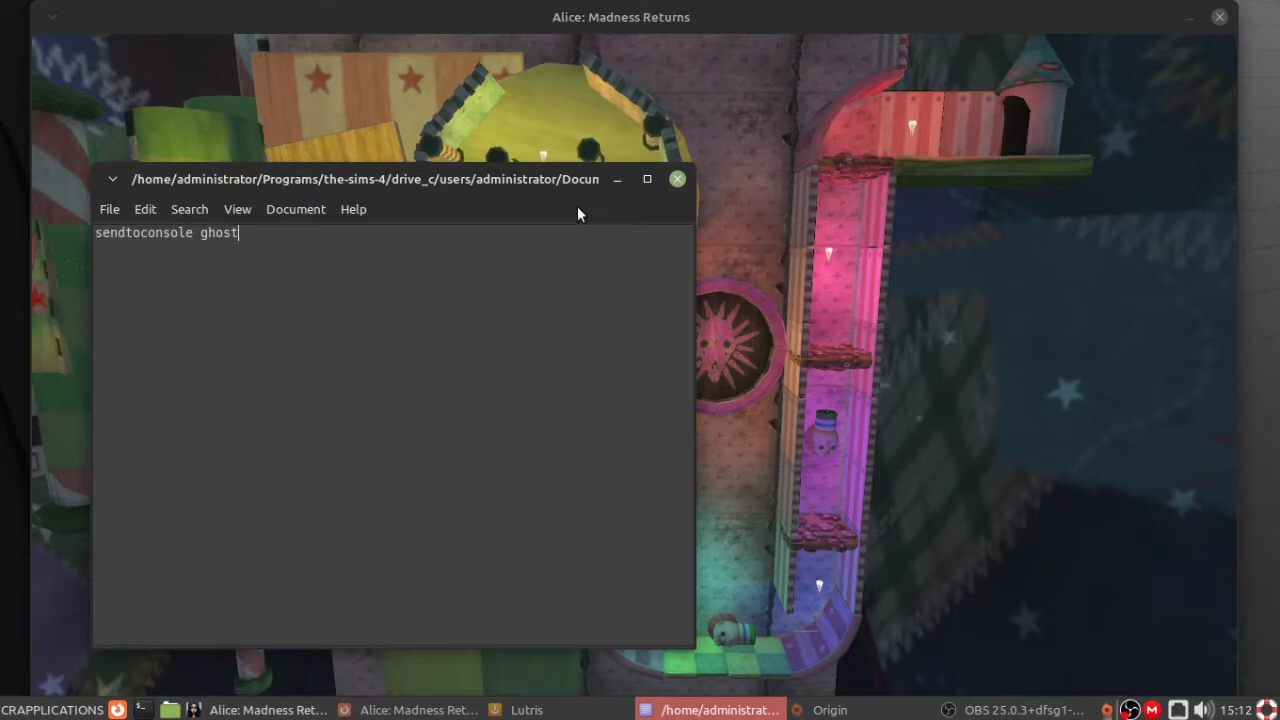 Alice: Madness Returns
/home/administrator/Programs/the-sims-4/drive_c/users/administrator/Docun
File Edit Search View Document Help
sendtoconsole ghost
CRAPPLICATIONS Alice: Madness Ret... Alice: Madness Ret... Lutris /home/administrat... Origin OBS 25.0.3+dfsg1-... M 15:12